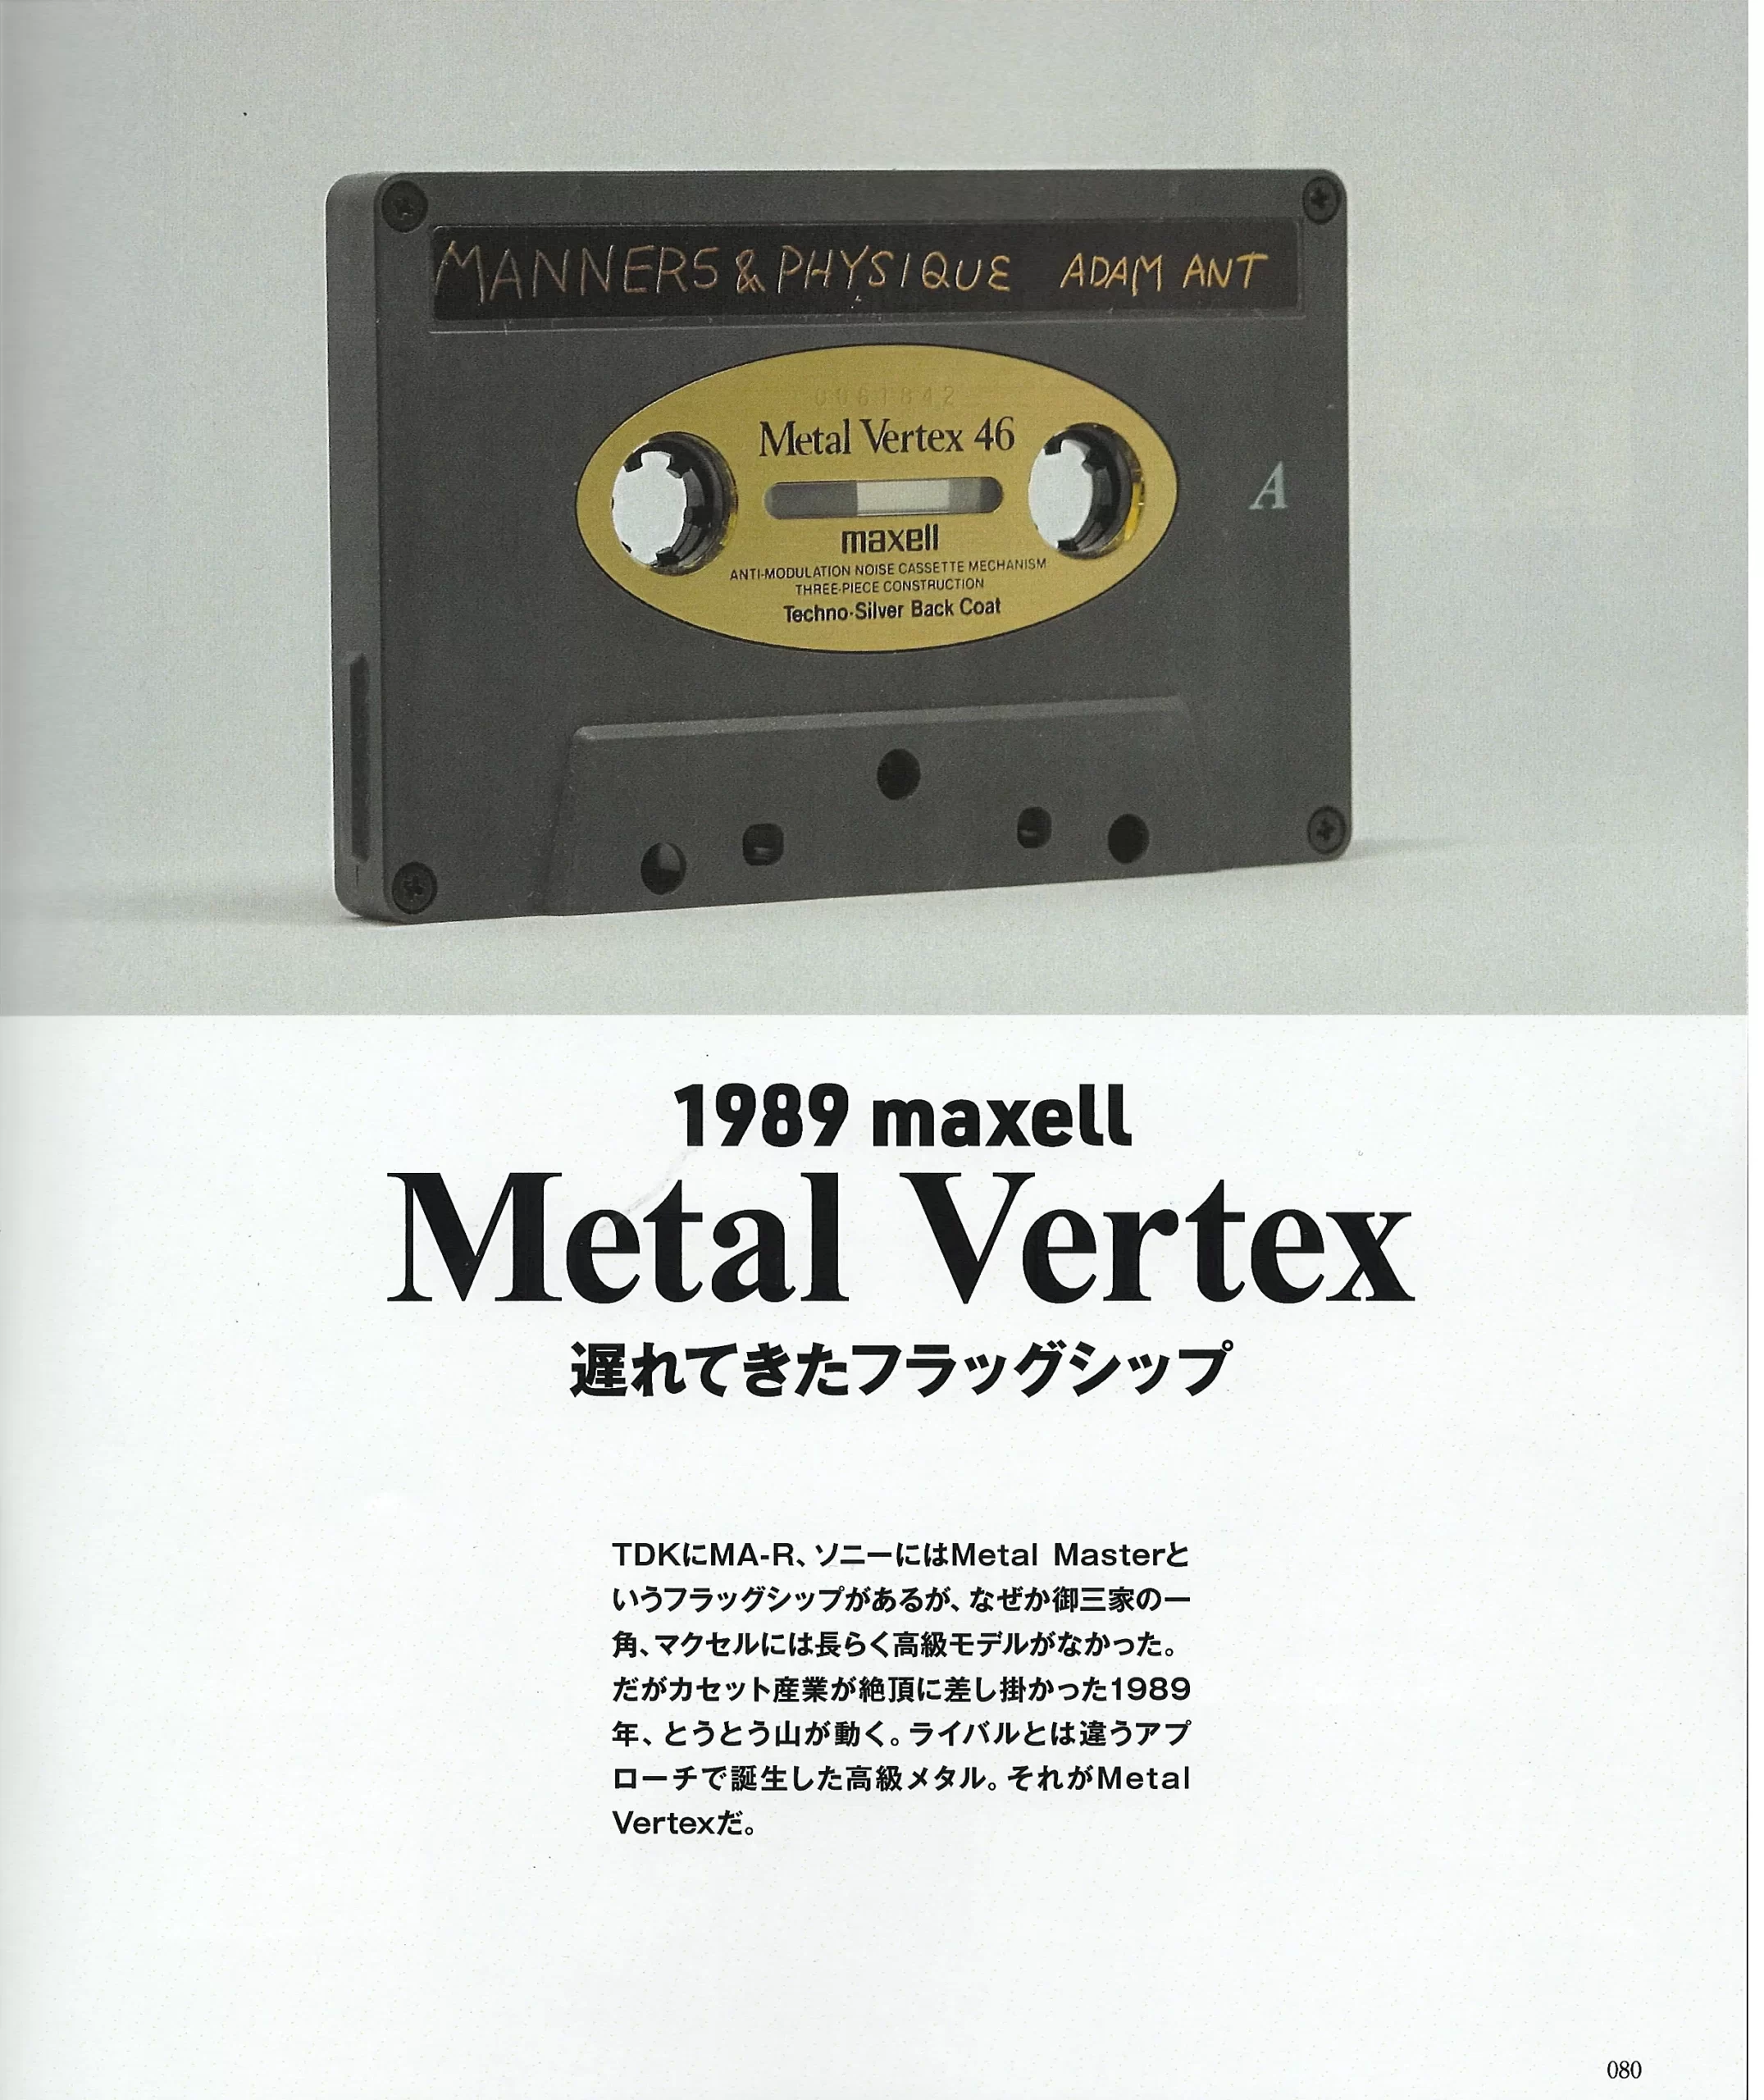 MANNERS & PHYSIQUE ADAM ANT
0061842
Metal Vertex 46
A
maxell
ANTI-MODULATION NOISE CASSETTE MECHANISM
THREE-PIECE CONSTRUCTION
Techno-Silver Back Coat
1989 maxell
Metal Vertex
遅れてきたフラッグシップ
TDKにMA-R、ソニーにはMetal Masterと
いうフラッグシップがあるが、なぜか御三家の一
角、マクセルには長らく高級モデルがなかった。
だがカセット産業が絶頂に差し掛かった1989
年、とうとう山が動く。ライバルとは違うアプ
ローチで誕生した高級メタル。それがMetal
Vertexだ。
080